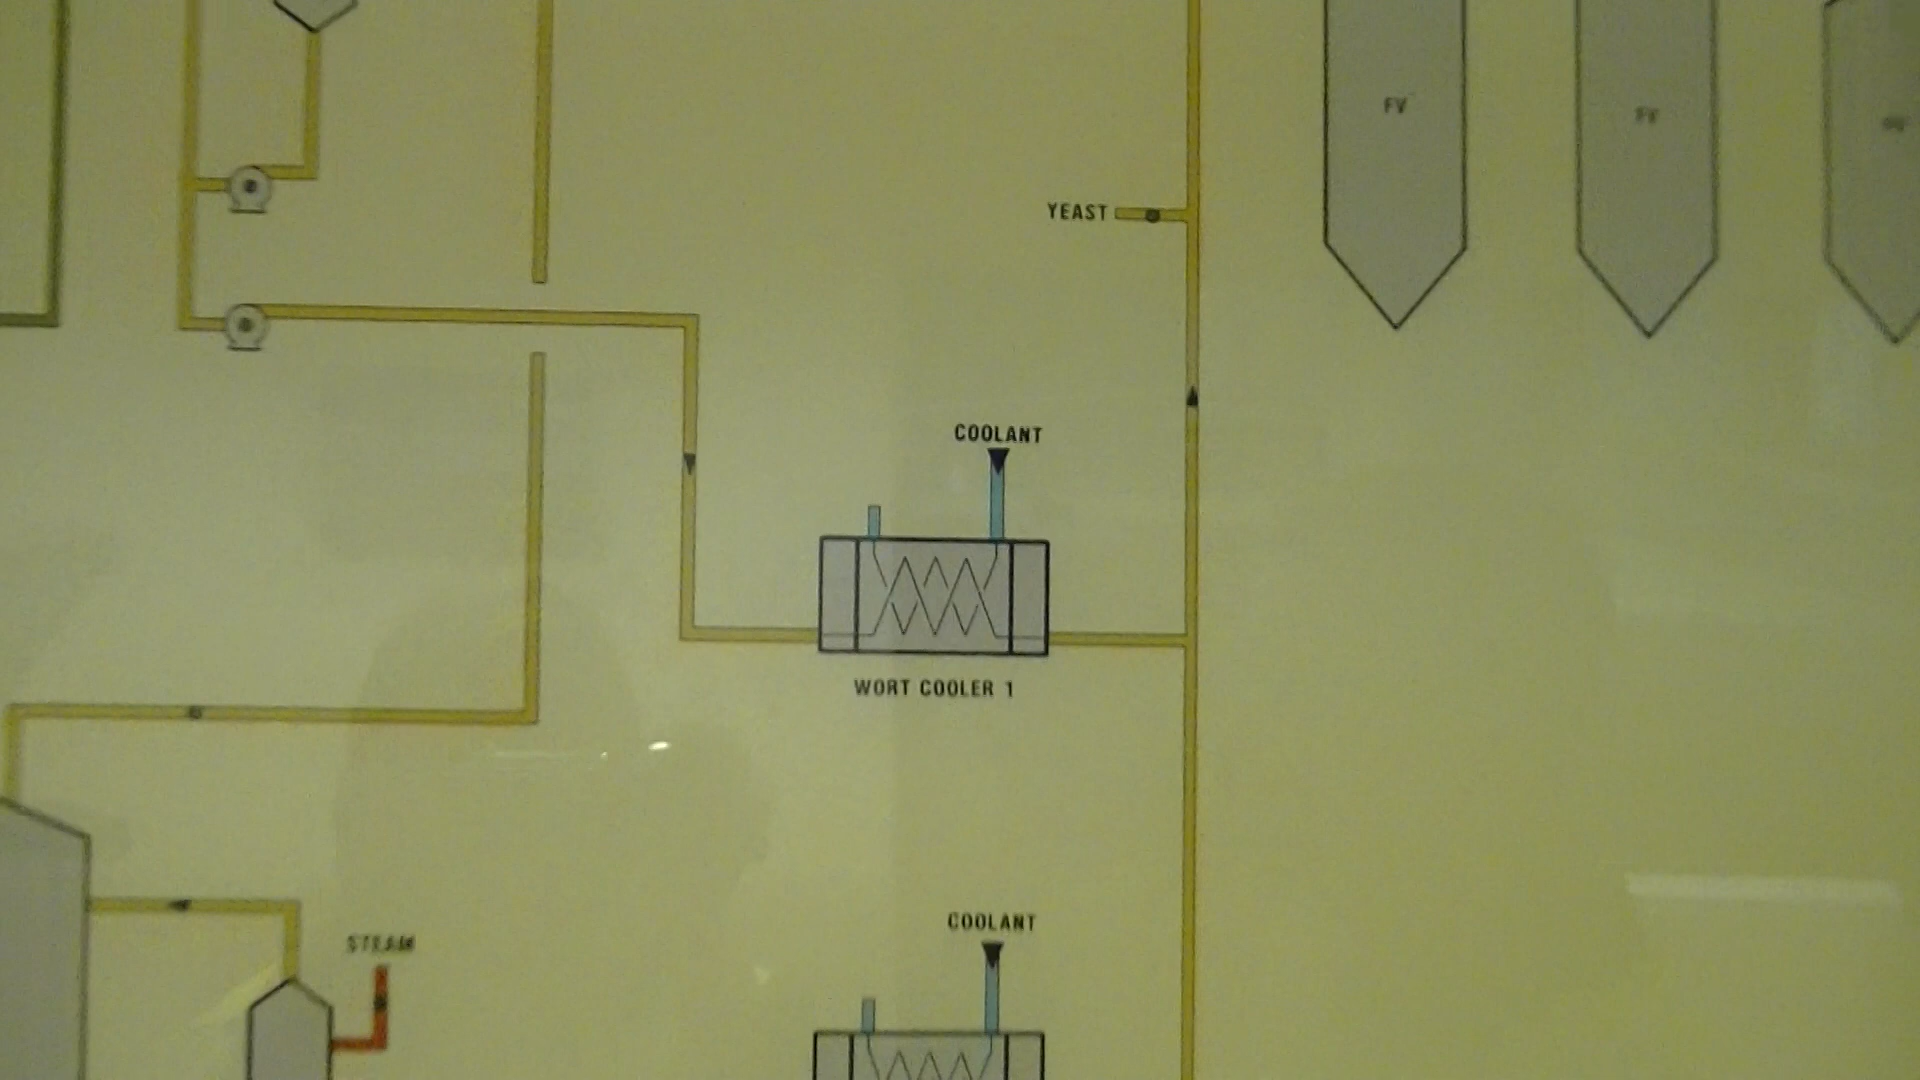 FV
FV
YEAST
COOLANT
WORT COOLER 1
COOLANT
STEAM